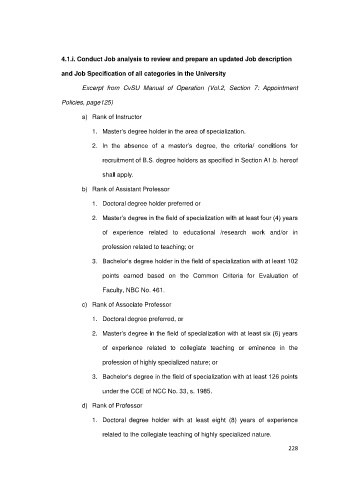 4.1.i. Conduct Job analysis to review and prepare an updated Job description
and Job Specification of all categories in the University
Excerpt from CvSU Manual of Operation (Vol.2, Section 7. Appointment
Policies, page125)
a) Rank of Instructor
1. Master's degree holder in the area of specialization.
2. In the absence of a master's degree, the criteria/ conditions for
recruitment of B.S. degree holders as specified in Section A1.b. hereof
shall apply.
b) Rank of Assistant Professor
1. Doctoral degree holder preferred or
2. Master's degree in the field of specialization with at least four (4) years
of experience related to educational /research work and/or in
profession related to teaching; or
3. Bachelor's degree holder in the field of specialization with at least 102
points earned based on the Common Criteria for Evaluation of
Faculty, NBC No. 461.
c) Rank of Associate Professor
1. Doctoral degree preferred, or
2. Master's degree in the field of specialization with at least six (6) years
of experience related to collegiate teaching or eminence in the
profession of highly specialized nature; or
3. Bachelor's degree in the field of specialization with at least 126 points
under the CCE of NCC No. 33, s. 1985.
d) Rank of Professor
1. Doctoral degree holder with at least eight (8) years of experience
related to the collegiate teaching of highly specialized nature.
228